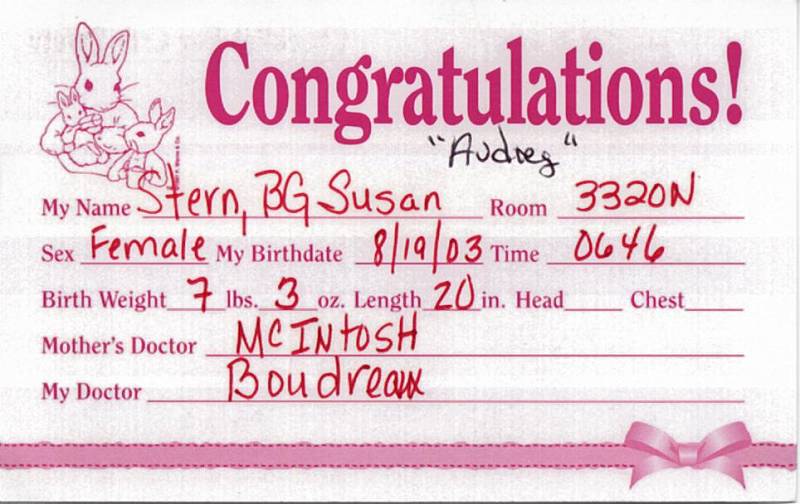 Congratulations!
"Audrey"
My Name Stern, BG Susan Room 3320N
Sex Female My Birthdate 8/19/03 Time 0646
Birth Weight 7 lbs. 3 oz. Length 20 in. Head Chest
Mother's Doctor McINtosH
My Doctor Boudreaux